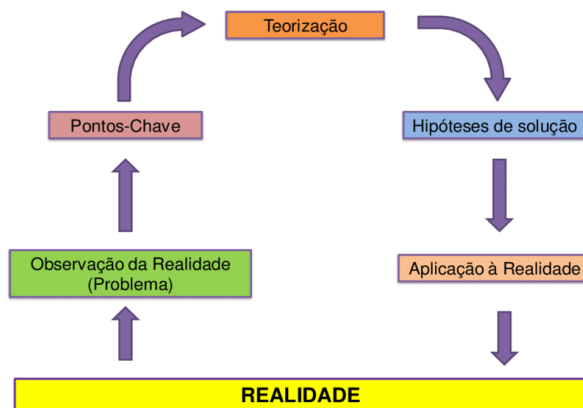 Teorização
Pontos-Chave
Hipóteses de solução
Observação da Realidade
(Problema)
Aplicação à Realidade
REALIDADE